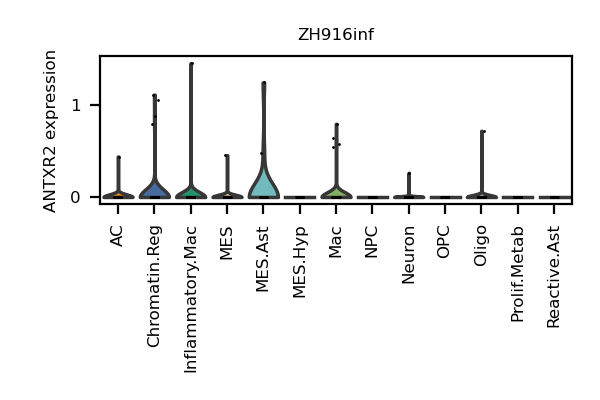 ZH916inf
ANTXR2 expression
1
0
AC
Chromatin.Reg
Inflammatory.Mac
MES
MES.Ast
MES.Hyp
Mac
NPC
Neuron
OPC
Oligo
Prolif.Metab
Reactive.Ast